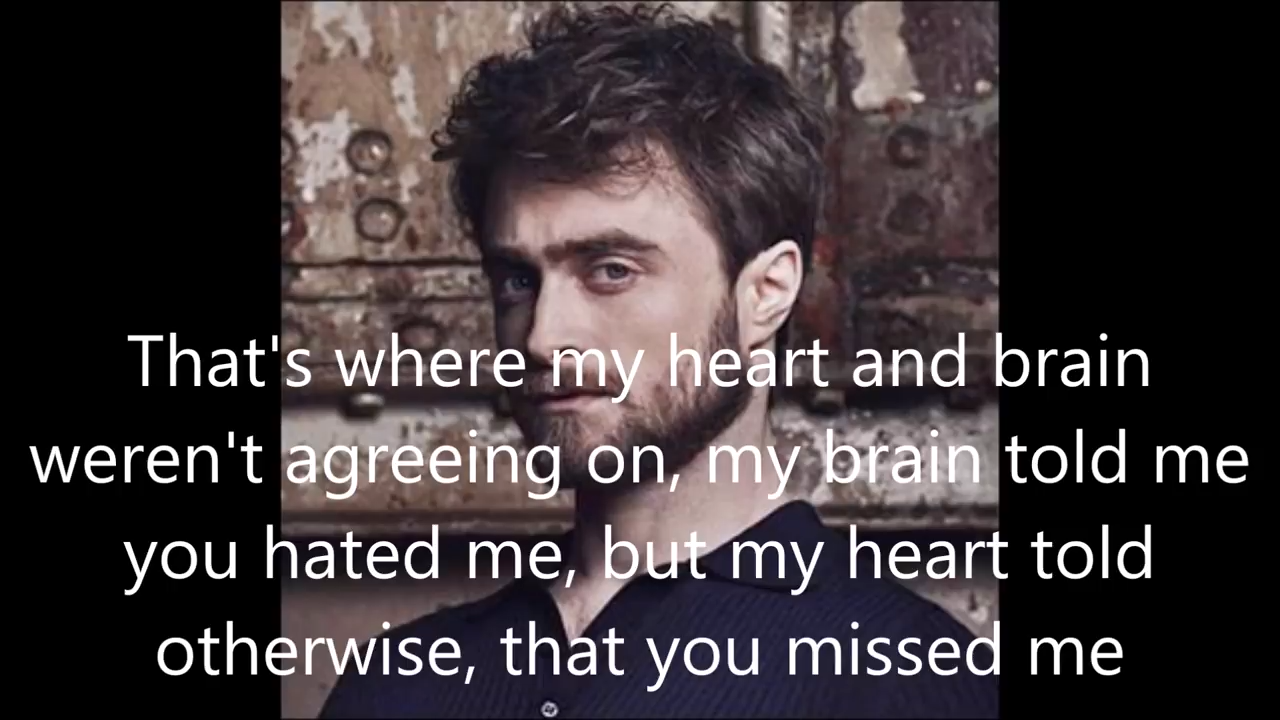 That's where my heart and brain
weren't agreeing on, my brain told me
you hated me, but my heart told
otherwise, that you missed me